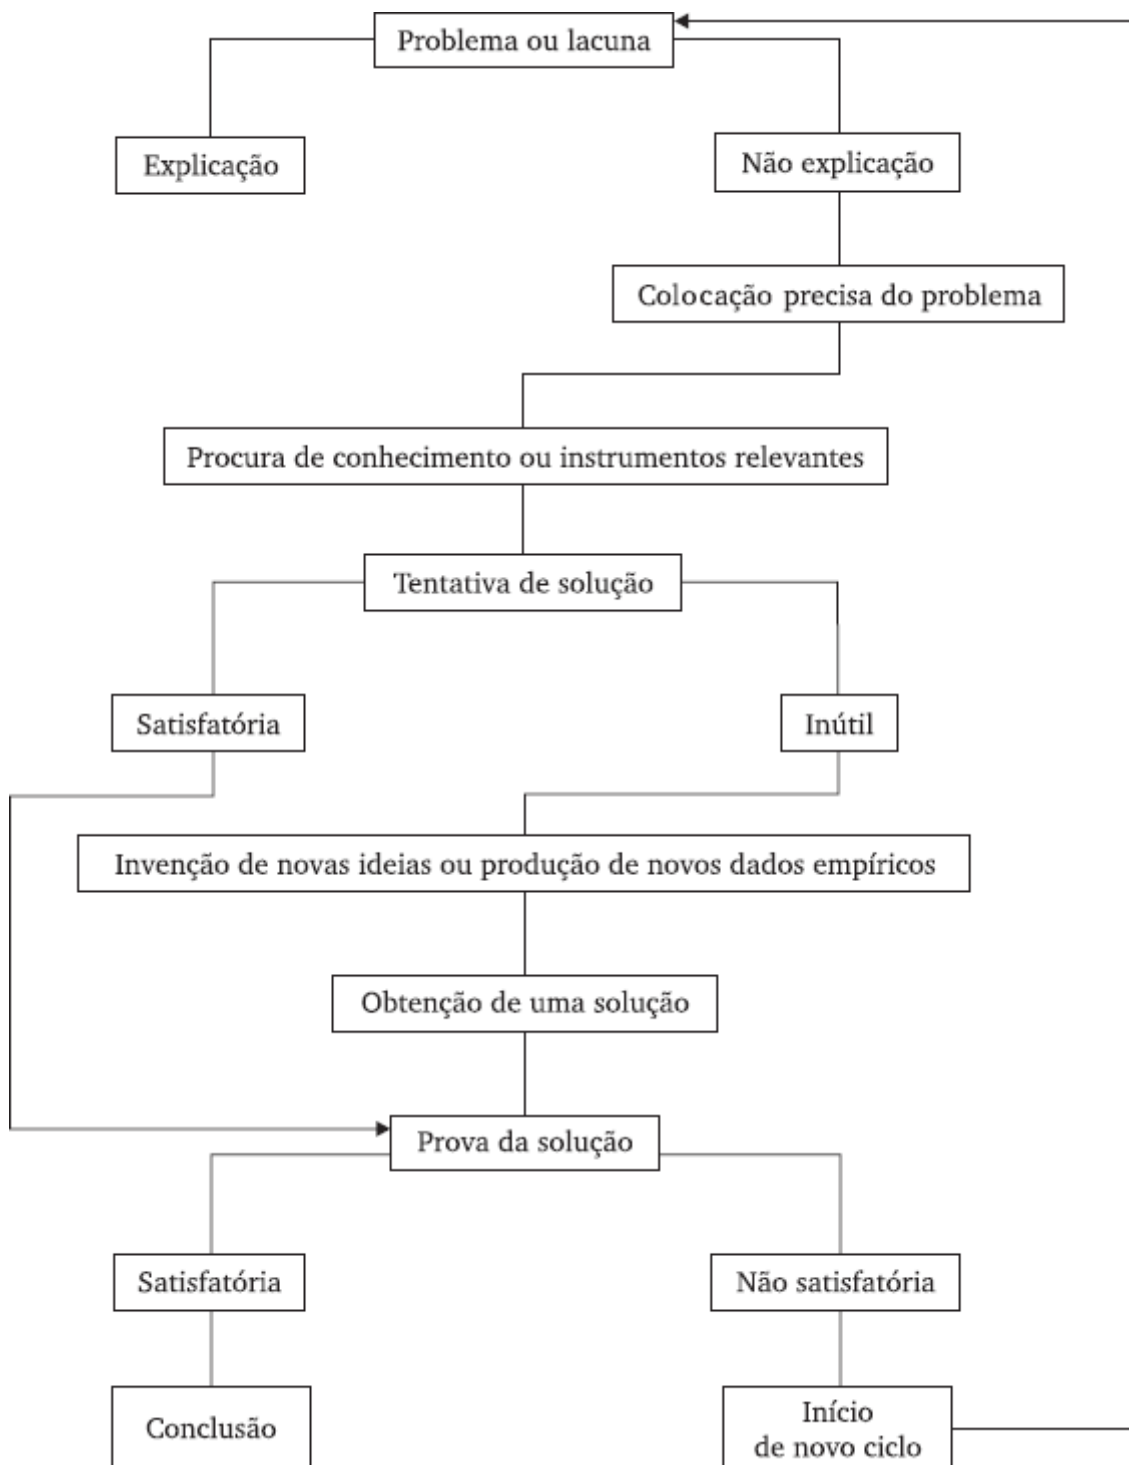 Problema ou lacuna
Explicação
Não explicação
Colocação precisa do problema
Procura de conhecimento ou instrumentos relevantes
Tentativa de solução
Satisfatória
Inútil
Invenção de novas ideias ou produção de novos dados empíricos
Obtenção de uma solução
Prova da solução
Satisfatória
Não satisfatória
Conclusão
Início
de novo ciclo